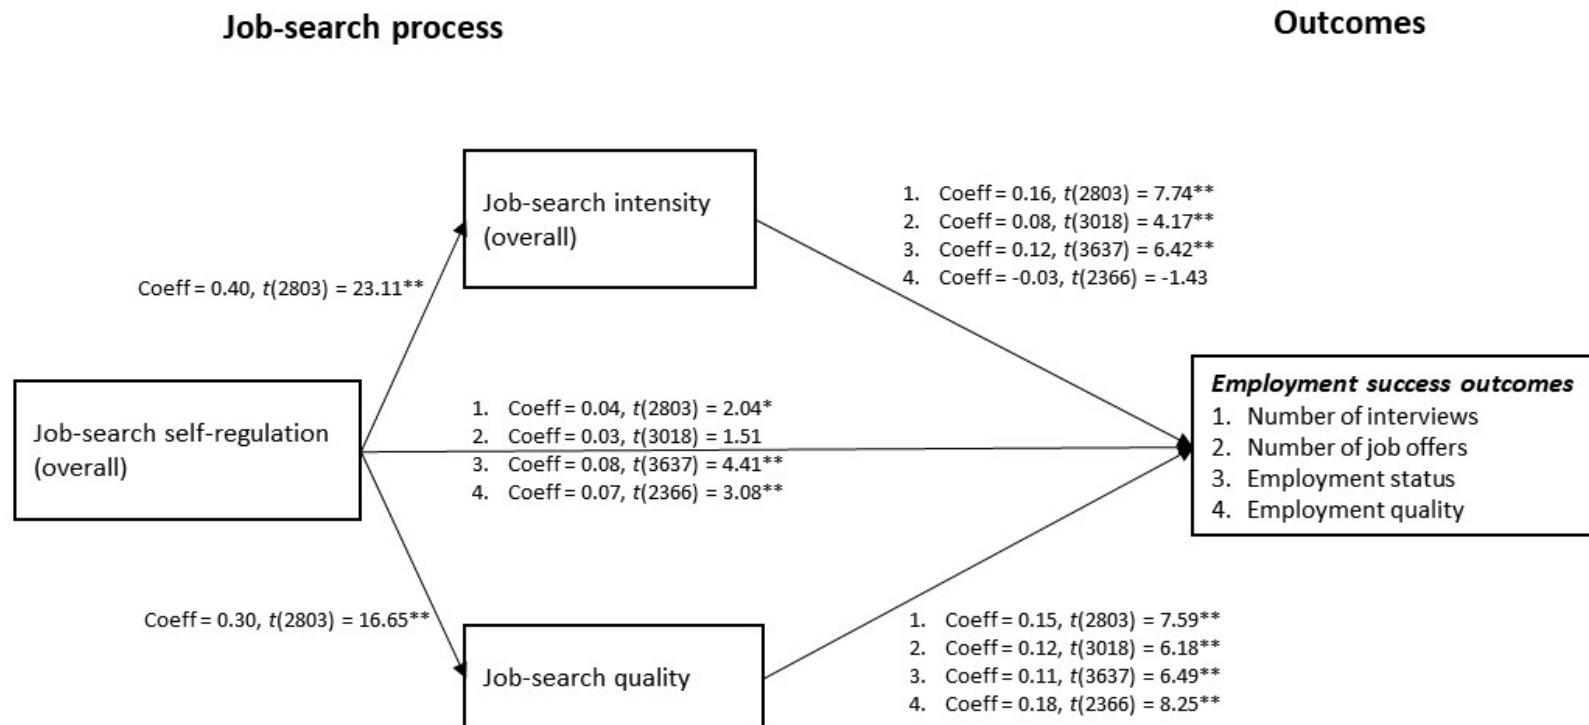 Job-search process
Outcomes
Job-search intensity
(overall)
1. Coeff = 0.16, t(2803) = 7.74**
2. Coeff = 0.08, t(3018) = 4.17**
3. Coeff = 0.12, t(3637) = 6.42**
4. Coeff = -0.03, t(2366) = -1.43
Coeff = 0.40, t(2803) = 23.11**
Job-search self-regulation
(overall)
1. Coeff = 0.04, t(2803) = 2.04*
2. Coeff = 0.03, t(3018) = 1.51
3. Coeff = 0.08, t(3637) = 4.41**
4. Coeff = 0.07, t(2366) = 3.08**
Employment success outcomes
1. Number of interviews
2. Number of job offers
3. Employment status
4. Employment quality
Coeff = 0.30, t(2803) = 16.65**
Job-search quality
1. Coeff = 0.15, t(2803) = 7.59**
2. Coeff = 0.12, t(3018) = 6.18**
3. Coeff = 0.11, t(3637) = 6.49**
4. Coeff = 0.18, t(2366) = 8.25**